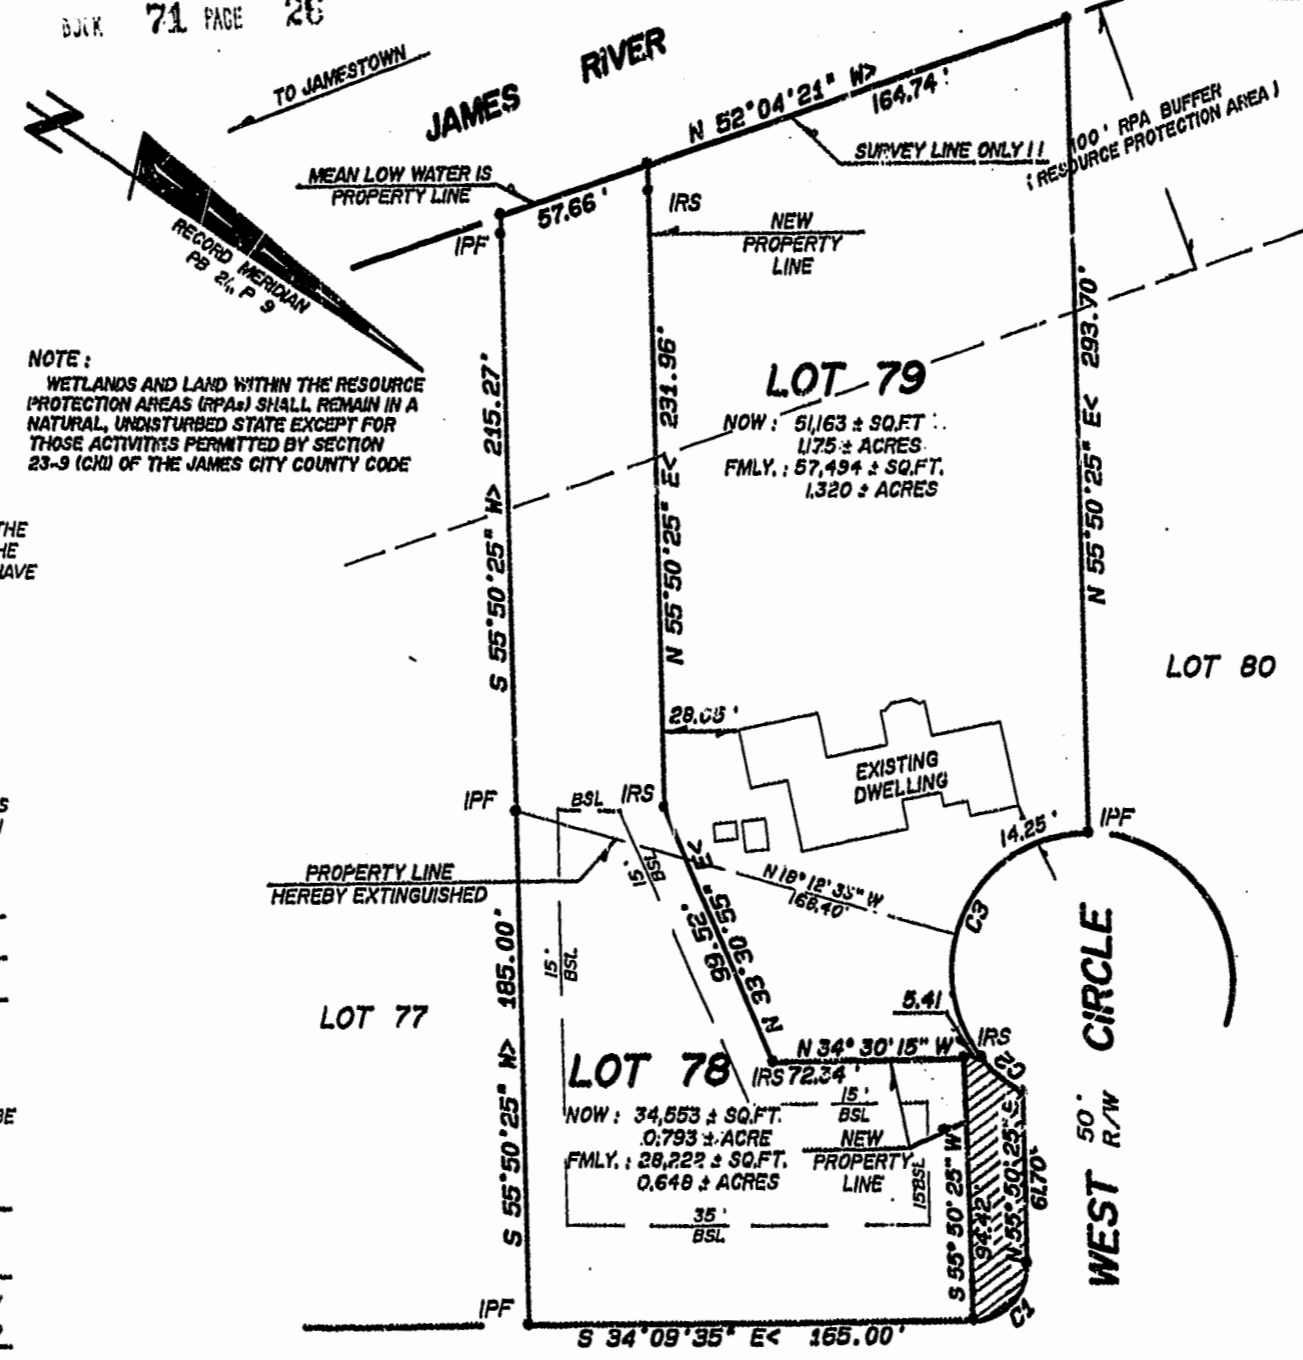 71 PAGE
TO JAMESTOWN
JAMES RIVER
N 52°04'21" W>
164.74'
100' RPA BUFFER
(RESOURCE PROTECTION AREA)
SURVEY LINE ONLY!!
MEAN LOW WATER IS
PROPERTY LINE
57.66'
IRS
IPF
NEW
PROPERTY
LINE
RECORD MERIDIAN
P 9
NOTE:
WETLANDS AND LAND WITHIN THE RESOURCE
PROTECTION AREAS (RPAs) SHALL REMAIN IN A
NATURAL, UNDISTURBED STATE EXCEPT FOR
THOSE ACTIVITIES PERMITTED BY SECTION
OF THE JAMES CITY COUNTY CODE
THE
HE
HAVE
S 55°50'25" W> 215.27'
N 55°50'25" E< 231.96'
N 55°50'25" E< 293.70'
LOT 79
NOW: 51,163 ± SQ.FT.
1.175 ± ACRES
FMLY.: 57,494 ± SQ.FT.
1.320 ± ACRES
LOT 80
EXISTING
DWELLING
14.25'
IPF
IPF
BSL
IRS
15'
BSL
PROPERTY LINE
HEREBY EXTINGUISHED
N 18°12'35" W
168.40'
C3
N 33°30'55" E<
99.52'
15'
BSL
S 55°50'25" W> 185.00'
LOT 77
5.41
IRS
C2
N 34°30'15" W
72.34'
IRS
LOT 78
NOW: 34,553 ± SQ.FT.
0.793 ± ACRE
FMLY.: 28,222 ± SQ.FT.
0.648 ± ACRES
15'
BSL
NEW
PROPERTY
LINE
15'BSL
35'
BSL
S 55°50'25" W
94.42'
N 55°50'25" E
61.70'
WEST CIRCLE
50'
R/W
C1
IPF
S 34°09'35" E< 165.00'